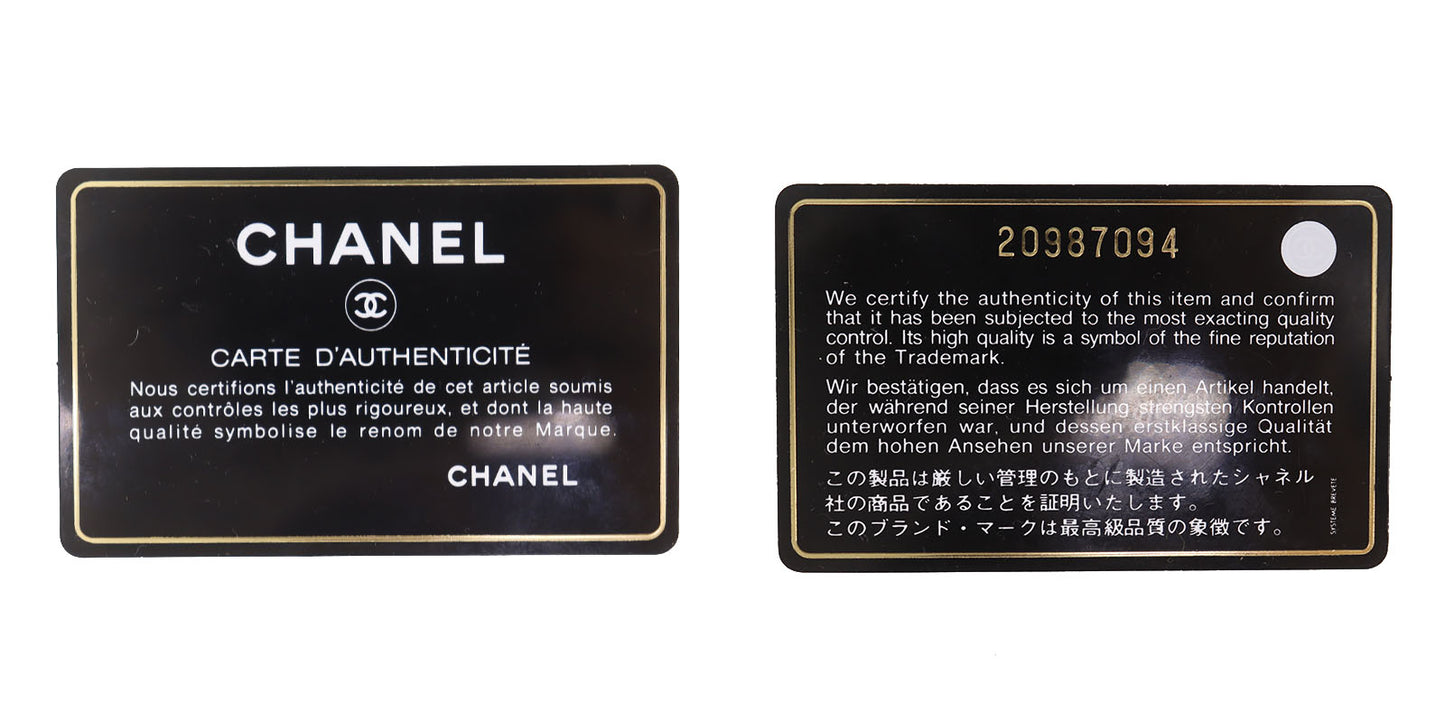 CHANEL
CARTE D'AUTHENTICITÉ
Nous certifions l'authenticité de cet article soumis
aux contrôles les plus rigoureux, et dont la haute
qualité symbolise le renom de notre Marque.
CHANEL
20987094
We certify the authenticity of this item and confirm
that it has been subjected to the most exacting quality
control. Its high quality is a symbol of the fine reputation
of the Trademark.
Wir bestätigen, dass es sich um einen Artikel handelt,
der während seiner Herstellung strengsten Kontrollen
unterworfen war, und dessen erstklassige Qualität
dem hohen Ansehen unserer Marke entspricht.
この製品は厳しい管理のもとに製造されたシャネル
社の商品であることを証明いたします。
このブランド・マークは最高級品質の象徴です。
SYSTEME BREVETE